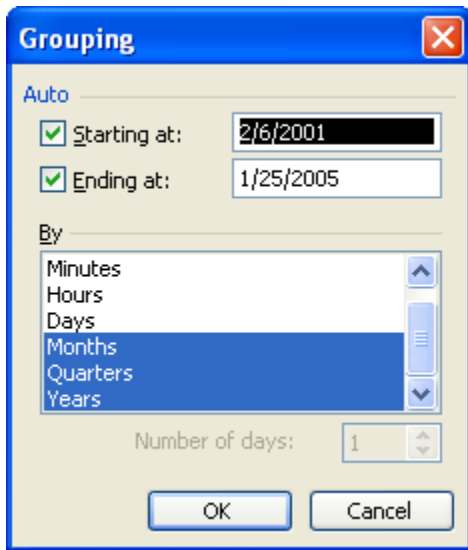 Grouping
Auto
Starting at: 2/6/2001
Ending at: 1/25/2005
By
Minutes
Hours
Days
Months
Quarters
Years
Number of days: 1
OK Cancel